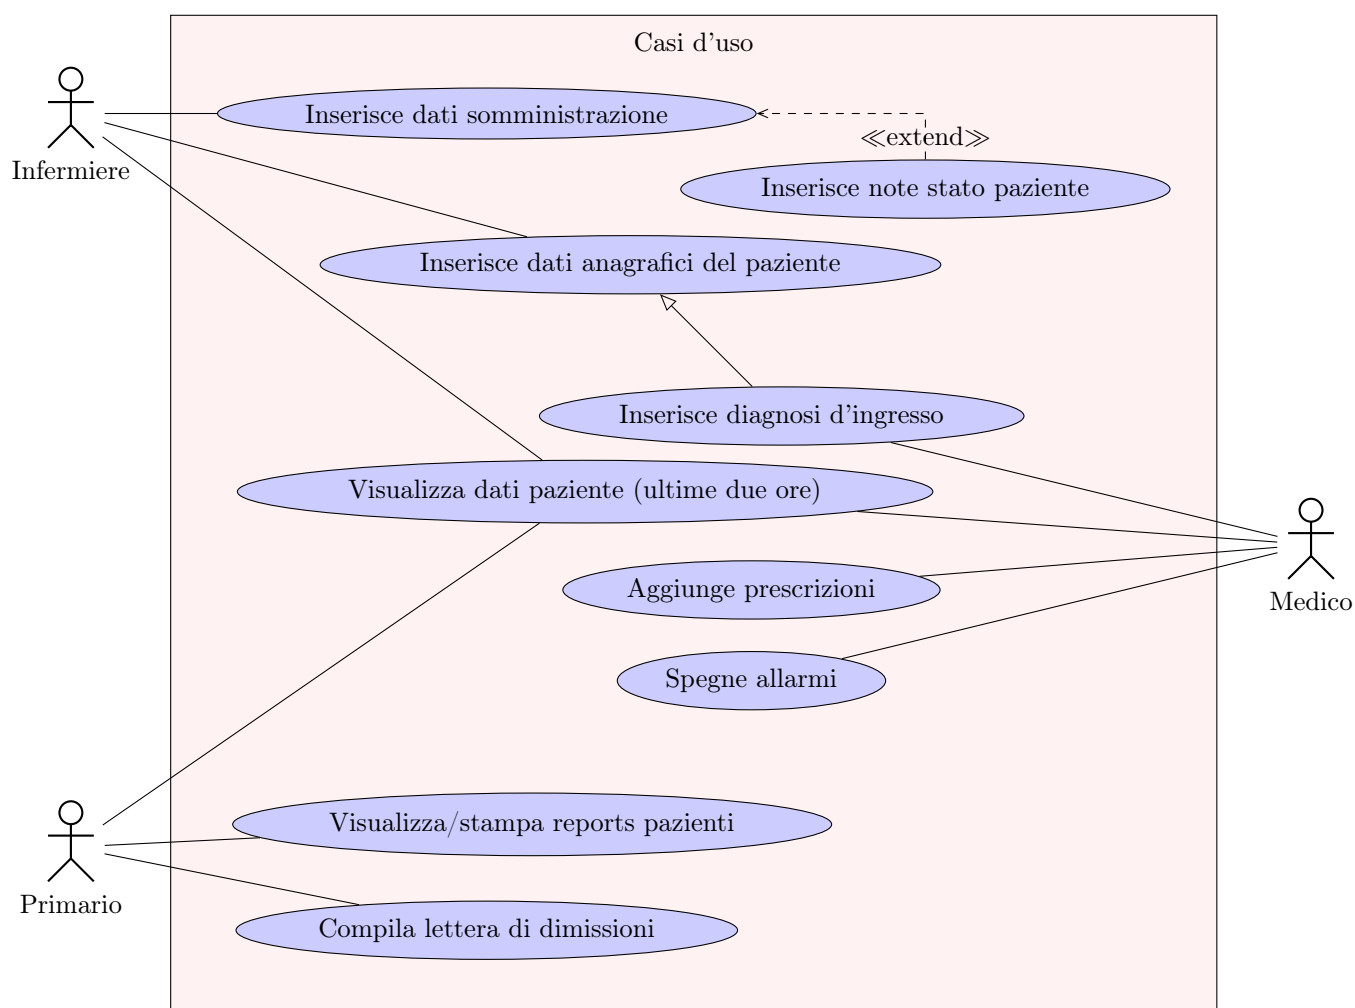 Casi d'uso
Infermiere
Inserisce dati somministrazione
≪extend≫
Inserisce note stato paziente
Inserisce dati anagrafici del paziente
Inserisce diagnosi d'ingresso
Visualizza dati paziente (ultime due ore)
Medico
Aggiunge prescrizioni
Spegne allarmi
Primario
Visualizza/stampa reports pazienti
Compila lettera di dimissioni